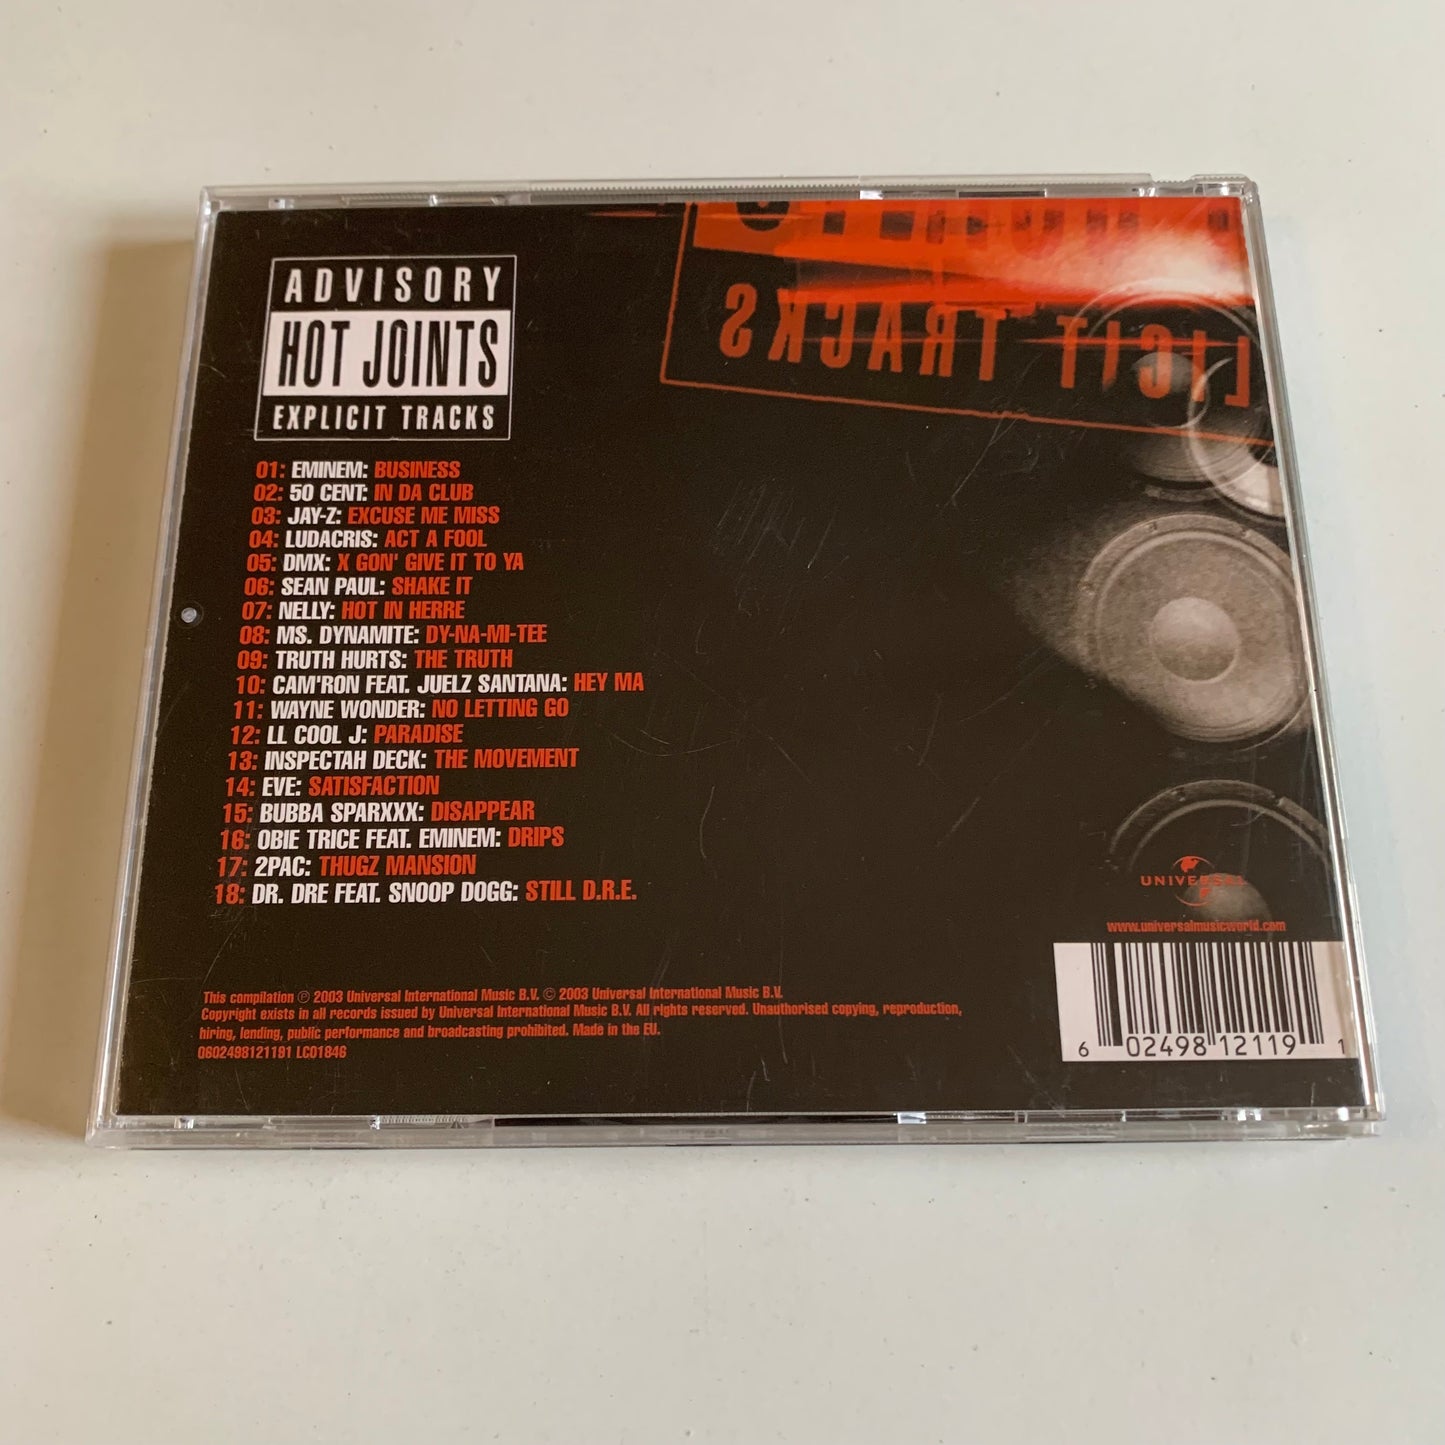 ADVISORY
HOT JOINTS
EXPLICIT TRACKS
LICIT TRACKS
01: EMINEM: BUSINESS
02: 50 CENT: IN DA CLUB
03: JAY-Z: EXCUSE ME MISS
04: LUDACRIS: ACT A FOOL
05: DMX: X GON' GIVE IT TO YA
06: SEAN PAUL: SHAKE IT
07: NELLY: HOT IN HERRE
08: MS. DYNAMITE: DY-NA-MI-TEE
09: TRUTH HURTS: THE TRUTH
10: CAM'RON FEAT. JUELZ SANTANA: HEY MA
11: WAYNE WONDER: NO LETTING GO
12: LL COOL J: PARADISE
13: INSPECTAH DECK: THE MOVEMENT
14: EVE: SATISFACTION
15: BUBBA SPARXXX: DISAPPEAR
16: OBIE TRICE FEAT. EMINEM: DRIPS
17: 2PAC: THUGZ MANSION
18: DR. DRE FEAT. SNOOP DOGG: STILL D.R.E.
UNIVERSAL
www.universalmusicworld.com
This compilation ℗ 2003 Universal International Music B.V. © 2003 Universal International Music B.V.
Copyright exists in all records issued by Universal International Music B.V. All rights reserved. Unauthorised copying, reproduction,
hiring, lending, public performance and broadcasting prohibited. Made in the EU.
0602498121191 LC01846
6 02498 12119 1